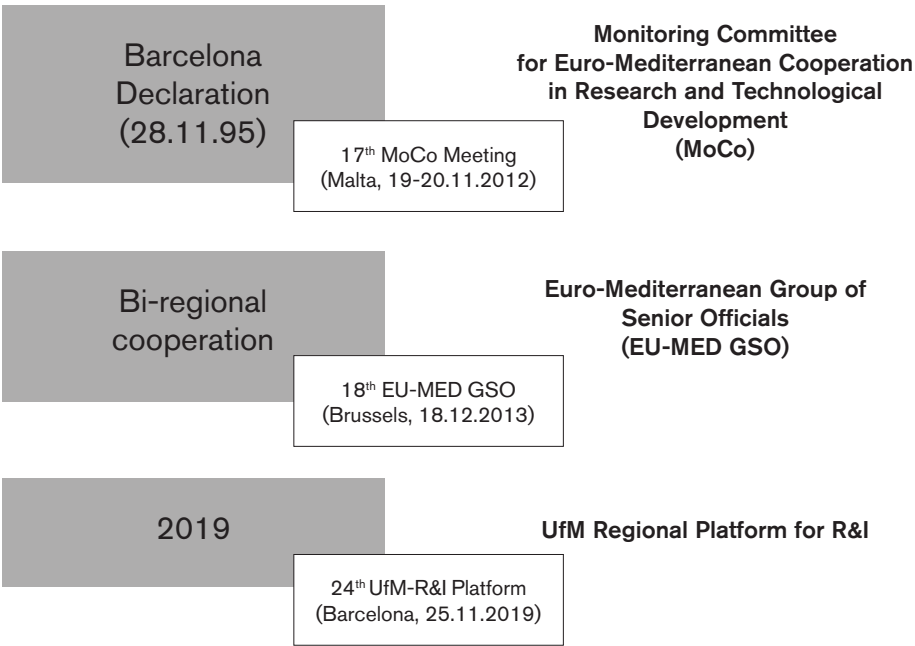 Barcelona
Declaration
(28.11.95)
Monitoring Committee
for Euro-Mediterranean Cooperation
in Research and Technological
Development
(MoCo)
17th MoCo Meeting
(Malta, 19-20.11.2012)
Bi-regional
cooperation
Euro-Mediterranean Group of
Senior Officials
(EU-MED GSO)
18th EU-MED GSO
(Brussels, 18.12.2013)
2019
UfM Regional Platform for R&I
24th UfM-R&I Platform
(Barcelona, 25.11.2019)